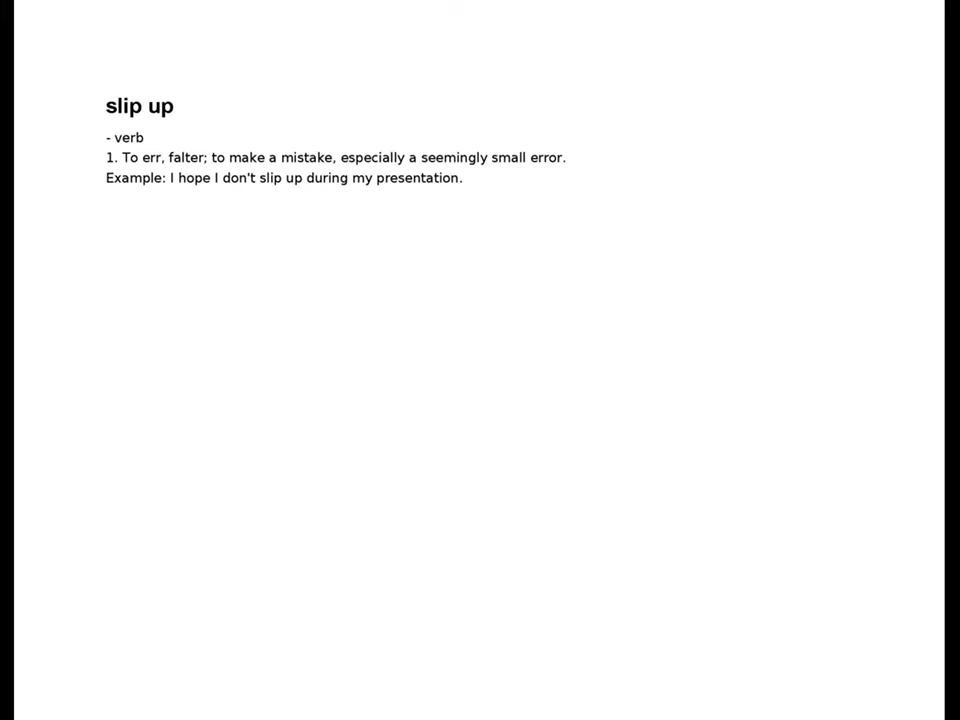 slip up
- verb
1. To err, falter; to make a mistake, especially a seemingly small error.
Example: I hope I don't slip up during my presentation.